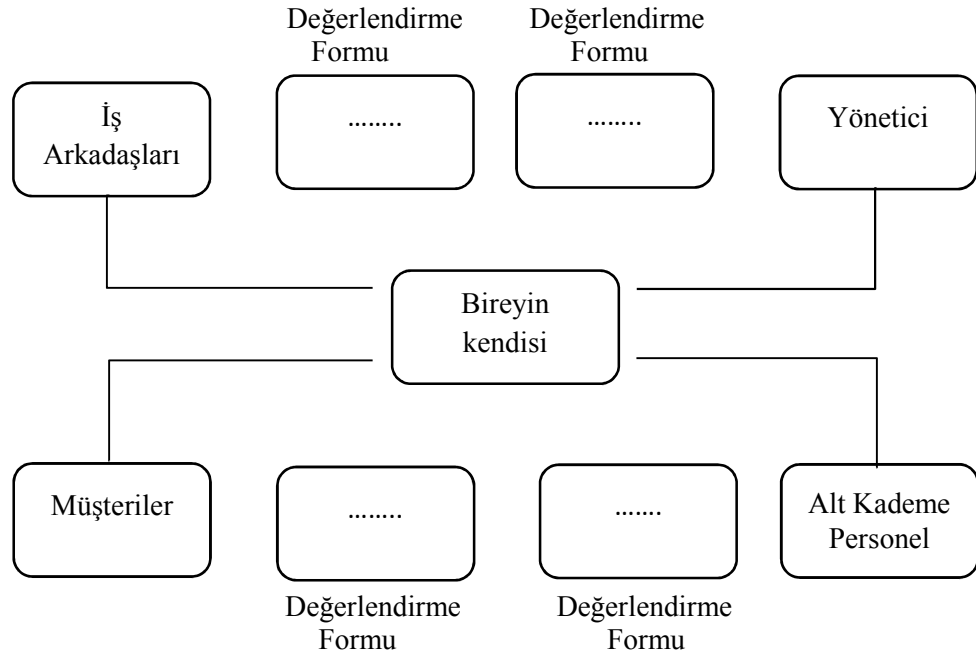 Değerlendirme
Formu
Değerlendirme
Formu
İş
Arkadaşları
........
........
Yönetici
Bireyin
kendisi
Müşteriler
........
.......
Alt Kademe
Personel
Değerlendirme
Formu
Değerlendirme
Formu